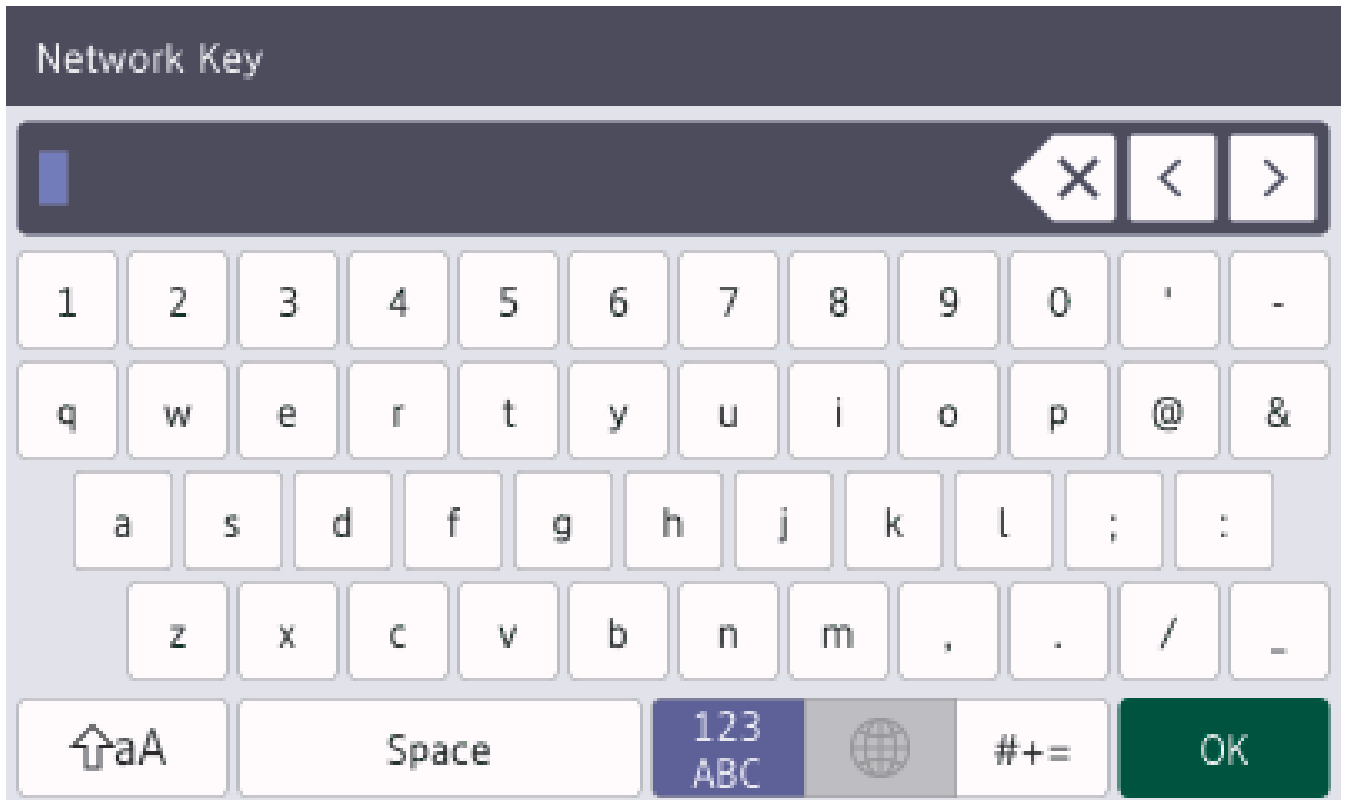 Network Key
1 2 3 4 5 6 7 8 9 0 ' -
q w e r t y u i o p @ &
a s d f g h j k l ; :
z x c v b n m , . / _
aA Space 123 ABC #+= OK